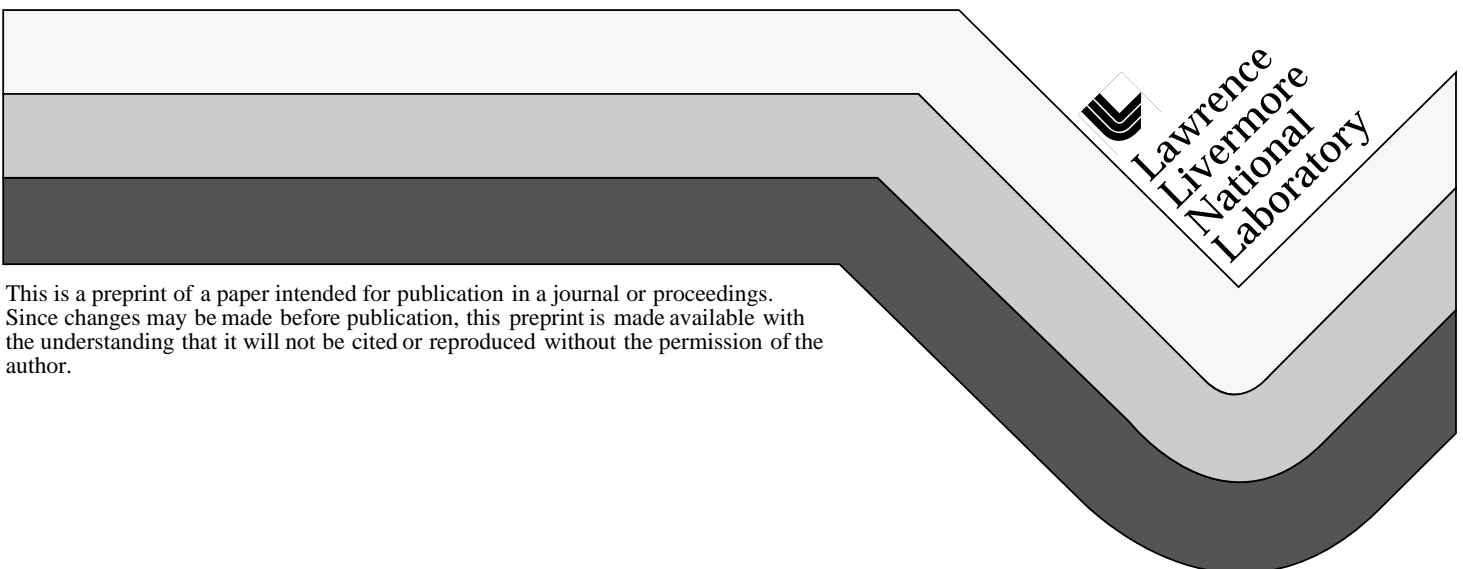 Lawrence
Livermore
National
Laboratory
This is a preprint of a paper intended for publication in a journal or proceedings.
Since changes may be made before publication, this preprint is made available with
the understanding that it will not be cited or reproduced without the permission of the
author.